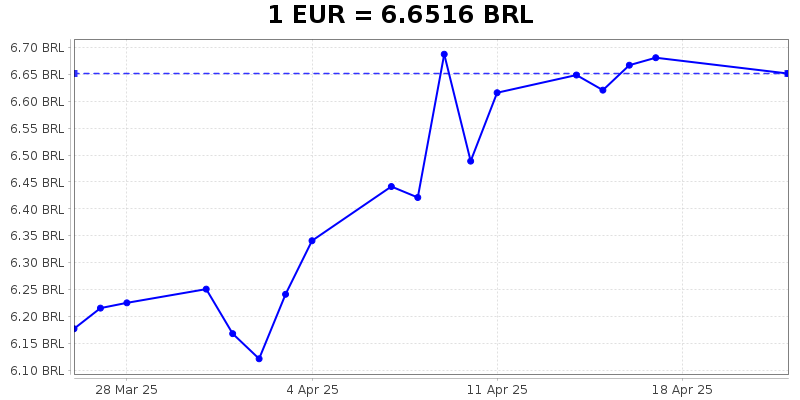 1 EUR = 6.6516 BRL
6.70 BRL
6.65 BRL
6.60 BRL
6.55 BRL
6.50 BRL
6.45 BRL
6.40 BRL
6.35 BRL
6.30 BRL
6.25 BRL
6.20 BRL
6.15 BRL
6.10 BRL
28 Mar 25 4 Apr 25 11 Apr 25 18 Apr 25